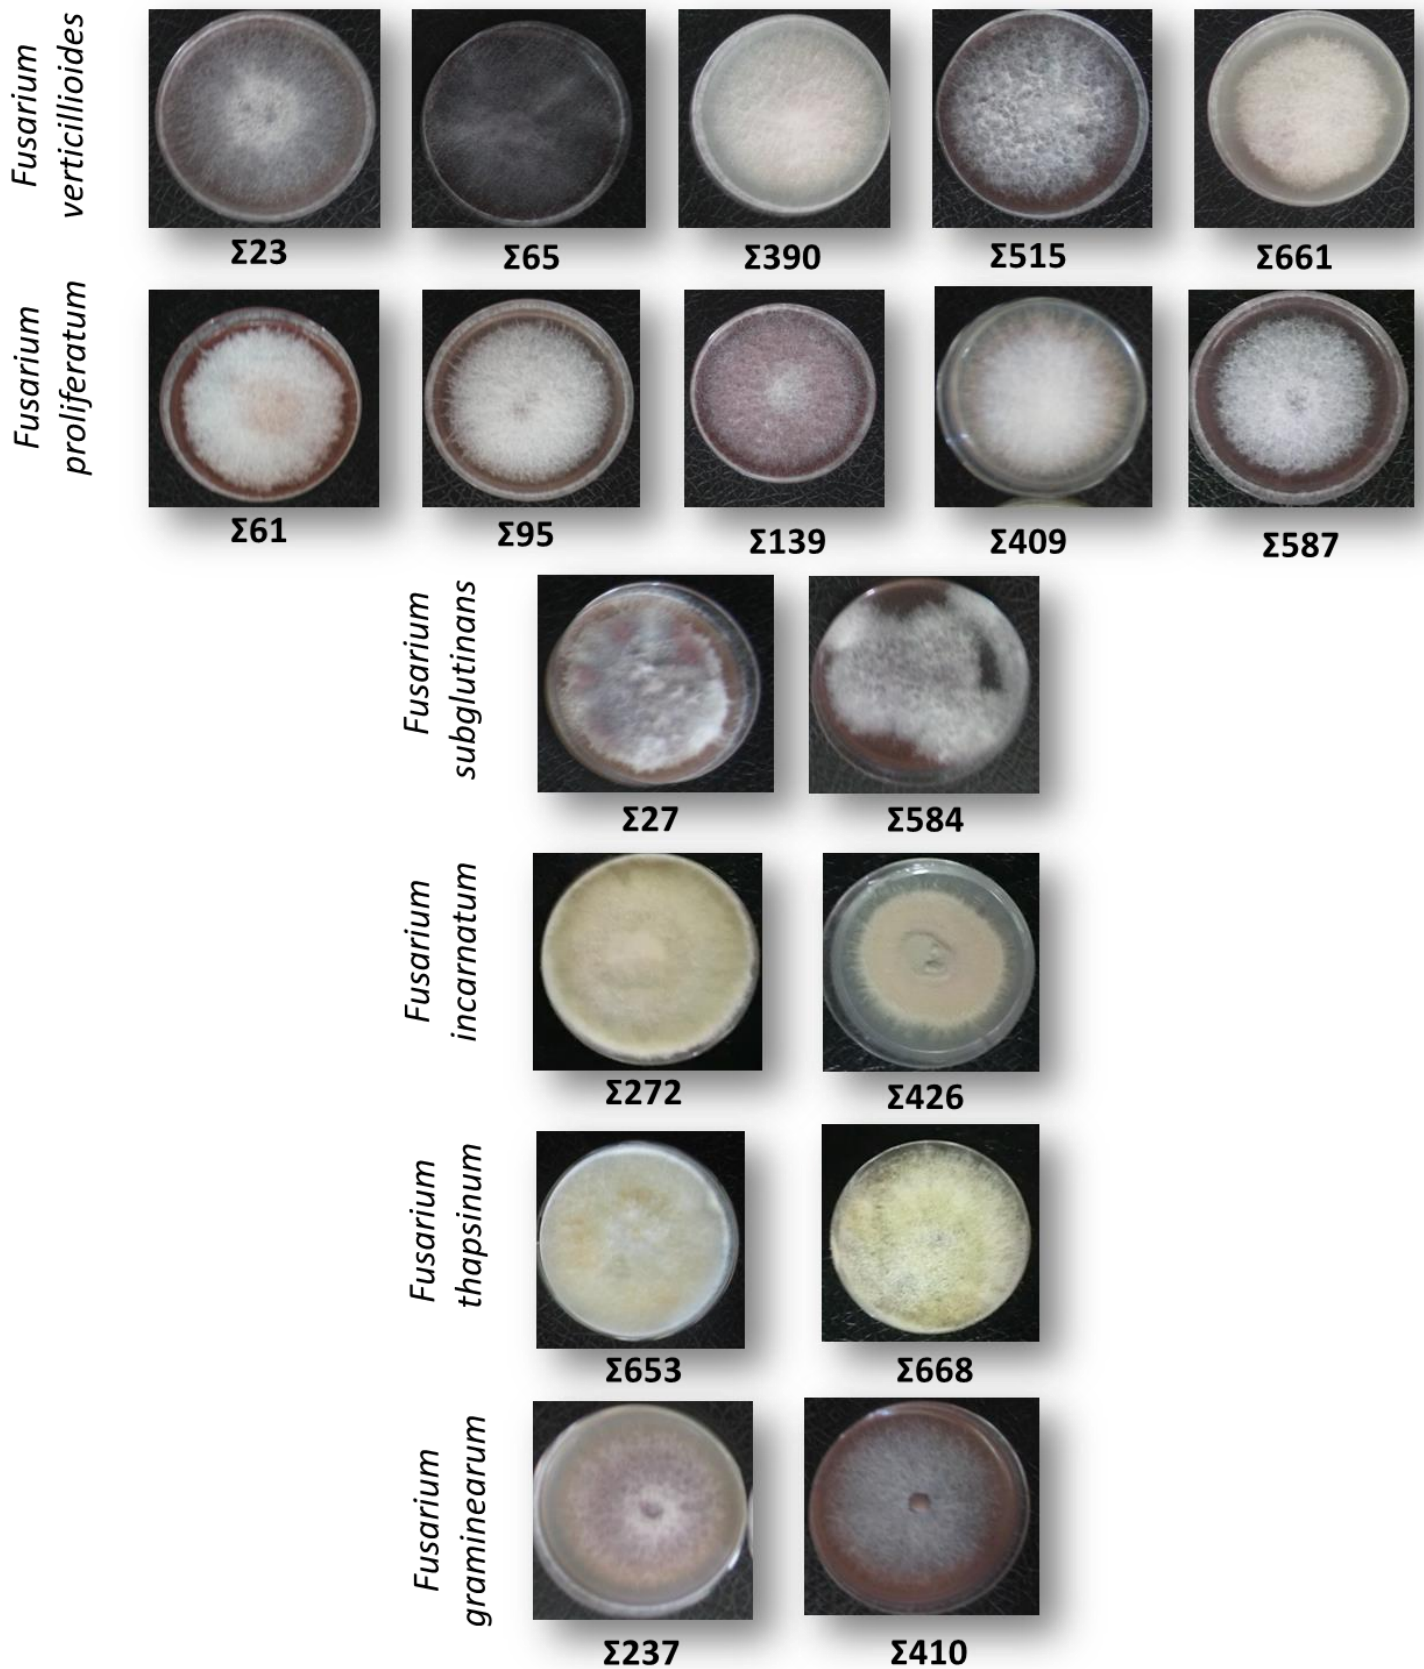 Fusarium
verticillioides
Σ23
Σ65
Σ390
Σ515
Σ661
Fusarium
proliferatum
Σ61
Σ95
Σ139
Σ409
Σ587
Fusarium
subglutinans
Σ27
Σ584
Fusarium
incarnatum
Σ272
Σ426
Fusarium
thapsinum
Σ653
Σ668
Fusarium
graminearum
Σ237
Σ410